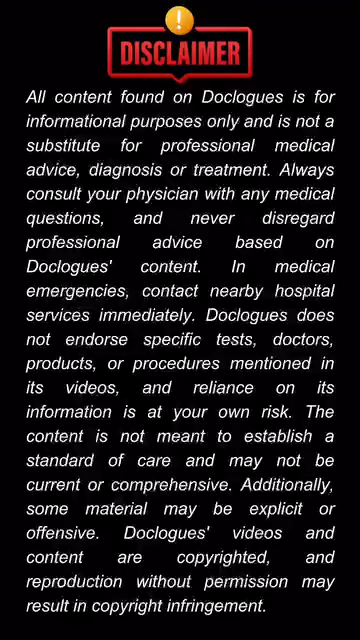 !
DISCLAIMER
All content found on Doclogues is for
informational purposes only and is not a
substitute for professional medical
advice, diagnosis or treatment. Always
consult your physician with any medical
questions, and never disregard
professional advice based on
Doclogues' content. In medical
emergencies, contact nearby hospital
services immediately. Doclogues does
not endorse specific tests, doctors,
products, or procedures mentioned in
its videos, and reliance on its
information is at your own risk. The
content is not meant to establish a
standard of care and may not be
current or comprehensive. Additionally,
some material may be explicit or
offensive. Doclogues' videos and
content are copyrighted, and
reproduction without permission may
result in copyright infringement.